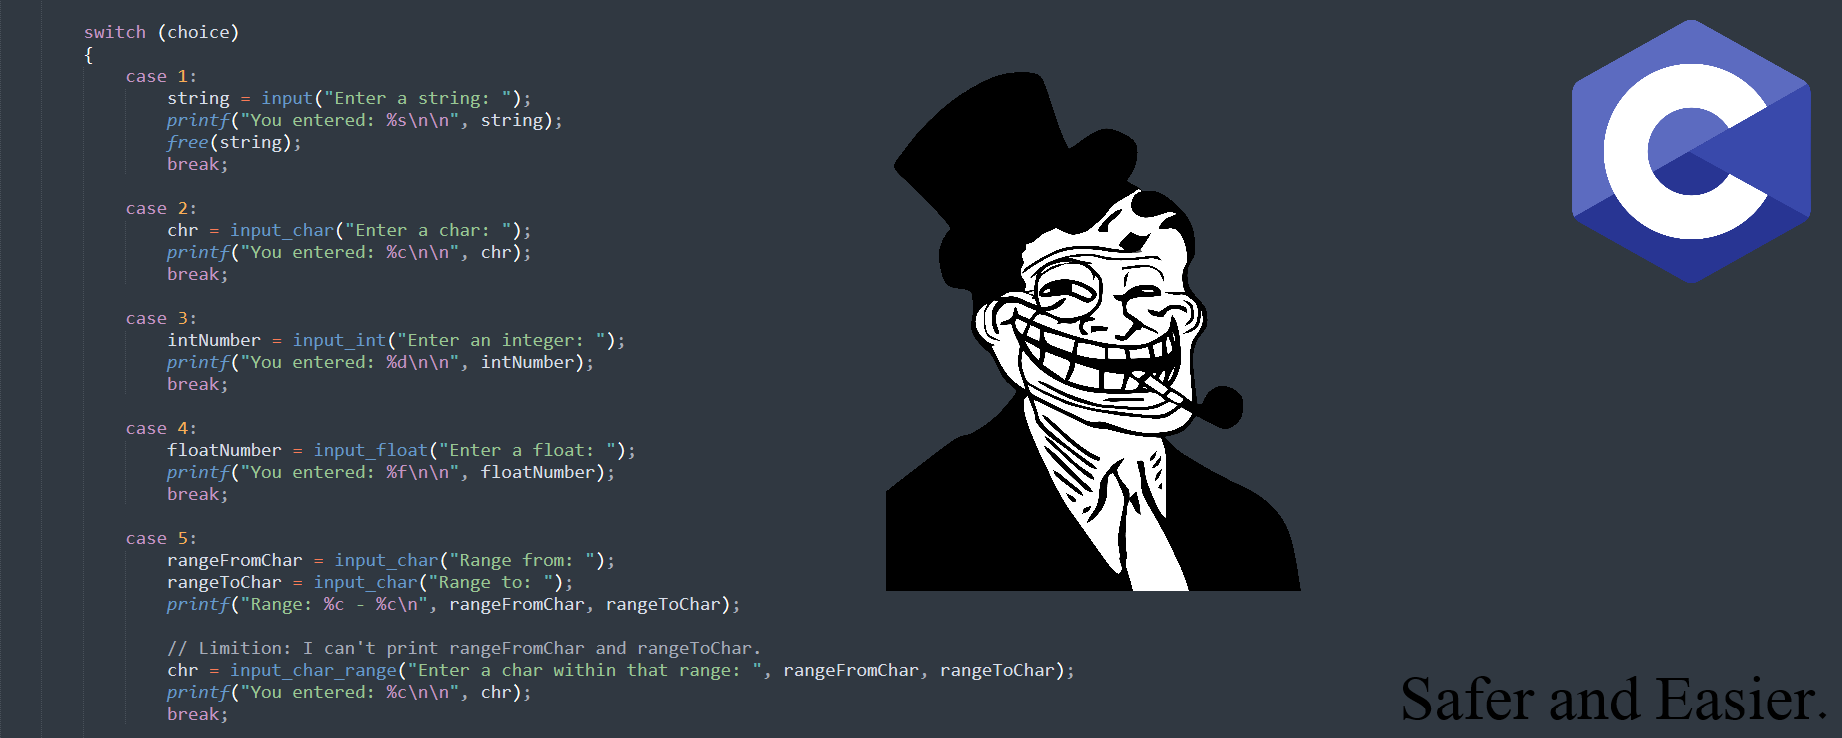 switch (choice)
{
case 1:
string = input("Enter a string: ");
printf("You entered: %s\n\n", string);
free(string);
break;
case 2:
chr = input_char("Enter a char: ");
printf("You entered: %c\n\n", chr);
break;
case 3:
intNumber = input_int("Enter an integer: ");
printf("You entered: %d\n\n", intNumber);
break;
case 4:
floatNumber = input_float("Enter a float: ");
printf("You entered: %f\n\n", floatNumber);
break;
case 5:
rangeFromChar = input_char("Range from: ");
rangeToChar = input_char("Range to: ");
printf("Range: %c - %c\n", rangeFromChar, rangeToChar);
// Limition: I can't print rangeFromChar and rangeToChar.
chr = input_char_range("Enter a char within that range: ", rangeFromChar, rangeToChar);
printf("You entered: %c\n\n", chr);
break;
C
Safer and Easier.